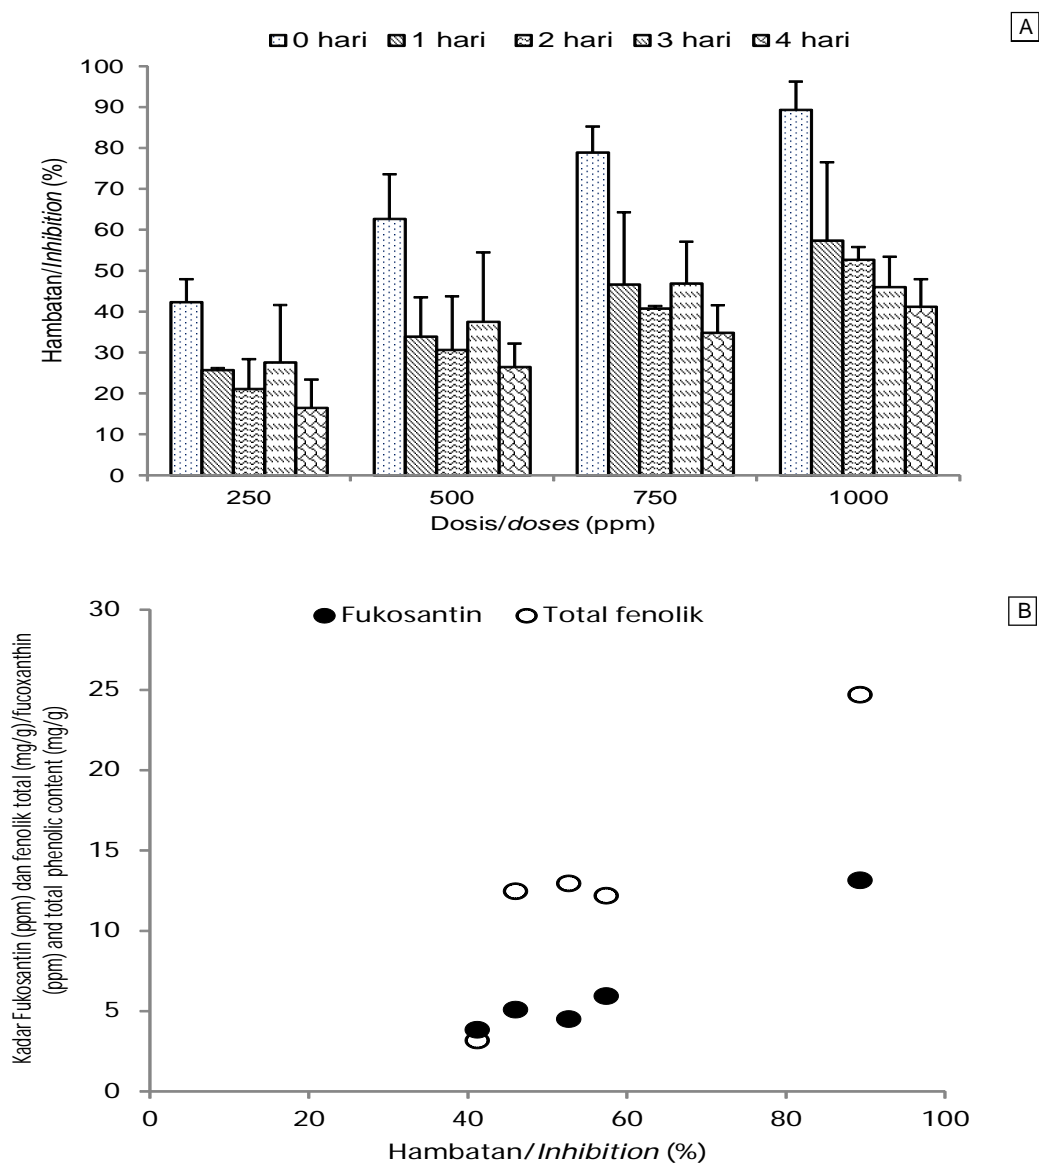 A
0 hari 1 hari 2 hari 3 hari 4 hari
100
90
80
70
60
50
40
30
20
10
0
Hambatan/Inhibition (%)
250 500 750 1000
Dosis/doses (ppm)
B
Fukosantin Total fenolik
30
25
20
15
10
5
0
Kadar Fukosantin (ppm) dan fenolik total (mg/g)/fucoxanthin
(ppm) and total phenolic content (mg/g)
0 20 40 60 80 100
Hambatan/Inhibition (%)